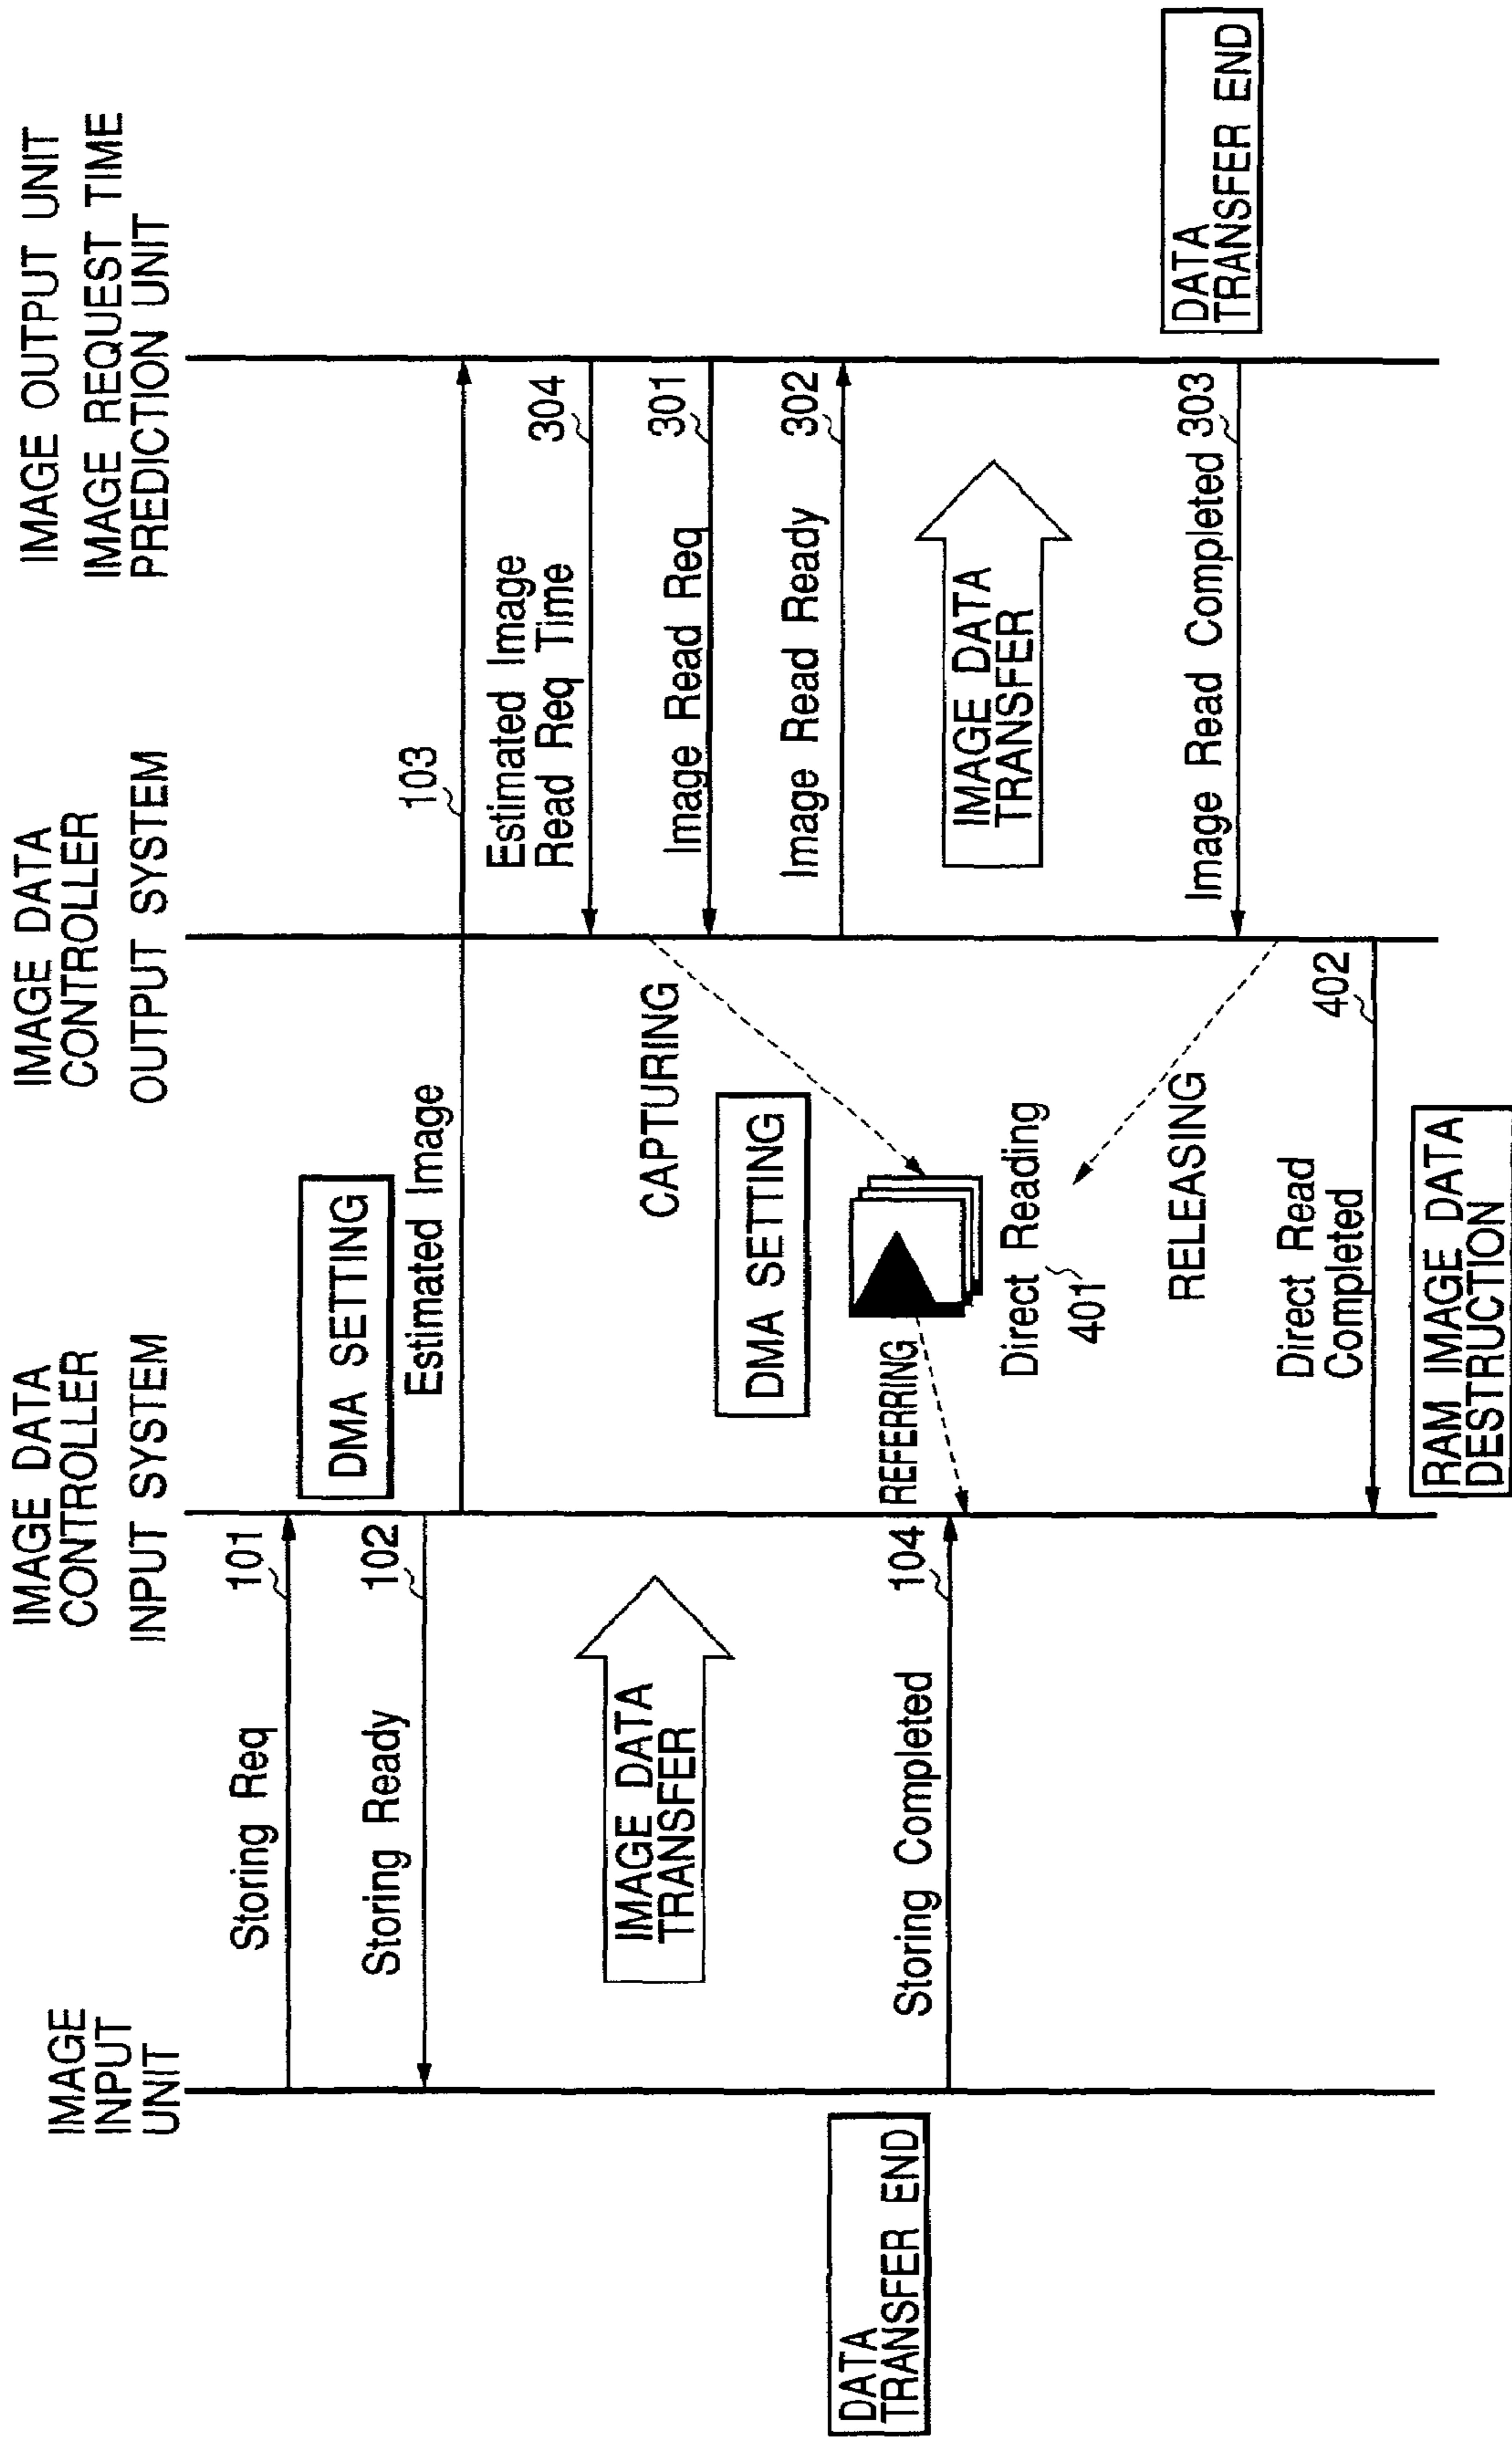 IMAGE
INPUT
UNIT
IMAGE DATA
CONTROLLER
INPUT SYSTEM
IMAGE DATA
CONTROLLER
OUTPUT SYSTEM
IMAGE OUTPUT UNIT
IMAGE REQUEST TIME
PREDICTION UNIT
Storing Req
101
DMA SETTING
Storing Ready
102
Estimated Image
103
Estimated Image
Read Req Time
304
IMAGE DATA
TRANSFER
CAPTURING
Image Read Req
301
DMA SETTING
Image Read Ready
302
DATA
TRANSFER END
Storing Completed
104
REFERRING
IMAGE DATA
TRANSFER
Direct Reading
401
RELEASING
Image Read Completed
303
DATA
TRANSFER END
Direct Read
Completed
402
RAM IMAGE DATA
DESTRUCTION